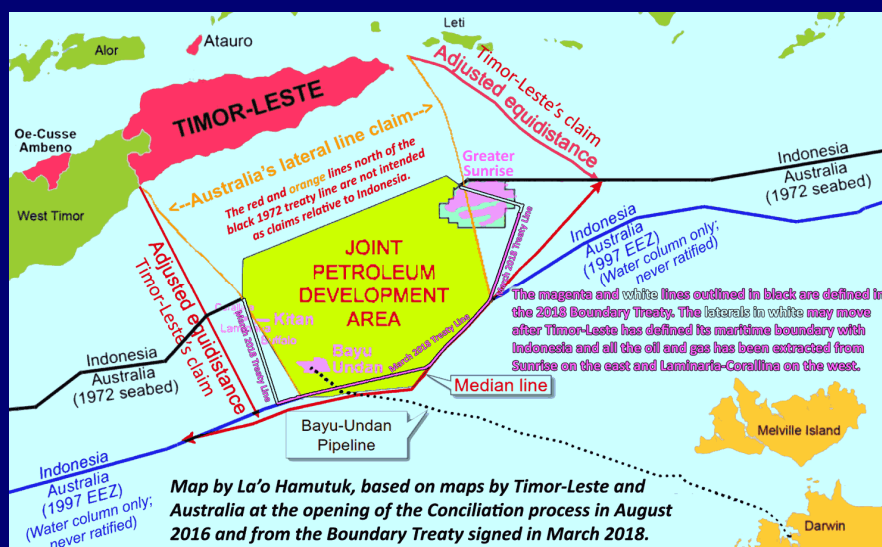 Leti
Alor
Atauro
TIMOR-LESTE
Oe-Cusse
Ambeno
West Timor
Timor-Leste's claim
Adjusted equidistance
<--Australia's lateral line claim-->
The red and orange lines north of the
black 1972 treaty line are not intended
as claims relative to Indonesia.
Greater
Sunrise
Indonesia
Australia
(1972 seabed)
Indonesia
Australia
(1997 EEZ)
(Water column only;
never ratified)
JOINT
PETROLEUM
DEVELOPMENT
AREA
March 2018 Treaty Line
The magenta and white lines outlined in black are defined in
the 2018 Boundary Treaty. The laterals in white may move
after Timor-Leste has defined its maritime boundary with
Indonesia and all the oil and gas has been extracted from
Sunrise on the east and Laminaria-Corallina on the west.
Adjusted equidistance
Timor-Leste's claim
Kitan
Buffalo
March 2018 Treaty Line
Bayu
Undan
March 2018 Treaty Line
Indonesia
Australia
(1972 seabed)
Median line
Bayu-Undan
Pipeline
Melville Island
Darwin
Indonesia
Australia
(1997 EEZ)
(Water column only;
never ratified)
Map by La'o Hamutuk, based on maps by Timor-Leste and
Australia at the opening of the Conciliation process in August
2016 and from the Boundary Treaty signed in March 2018.